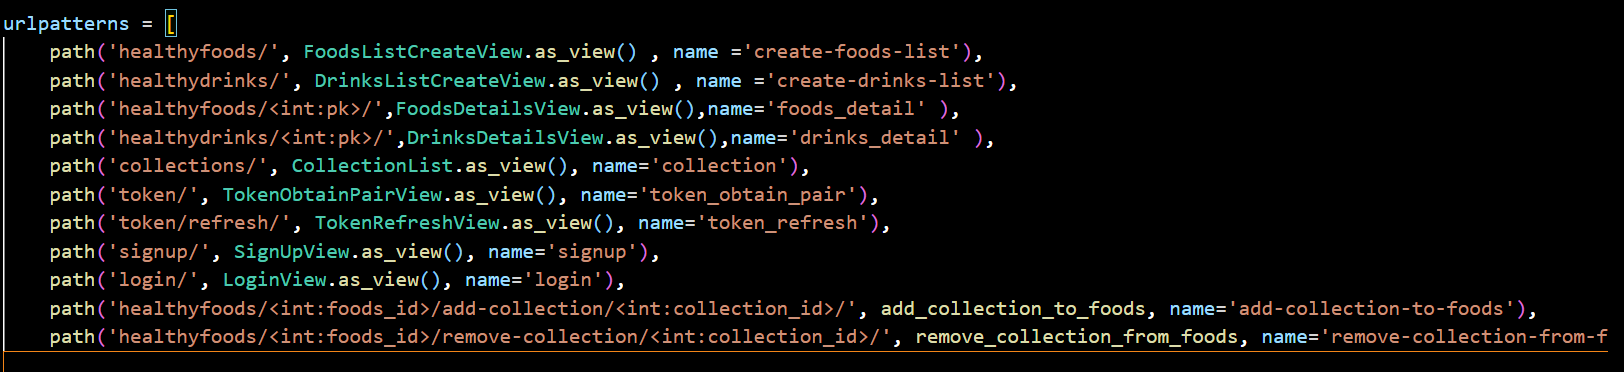 urlpatterns = [
    path('healthyfoods/', FoodsListCreateView.as_view() , name ='create-foods-list'),
    path('healthydrinks/', DrinksListCreateView.as_view() , name ='create-drinks-list'),
    path('healthyfoods/<int:pk>/',FoodsDetailsView.as_view(),name='foods_detail' ),
    path('healthydrinks/<int:pk>/',DrinksDetailsView.as_view(),name='drinks_detail' ),
    path('collections/', CollectionList.as_view(), name='collection'),
    path('token/', TokenObtainPairView.as_view(), name='token_obtain_pair'),
    path('token/refresh/', TokenRefreshView.as_view(), name='token_refresh'),
    path('signup/', SignUpView.as_view(), name='signup'),
    path('login/', LoginView.as_view(), name='login'),
    path('healthyfoods/<int:foods_id>/add-collection/<int:collection_id>/', add_collection_to_foods, name='add-collection-to-foods'),
    path('healthyfoods/<int:foods_id>/remove-collection/<int:collection_id>/', remove_collection_from_foods, name='remove-collection-from-f